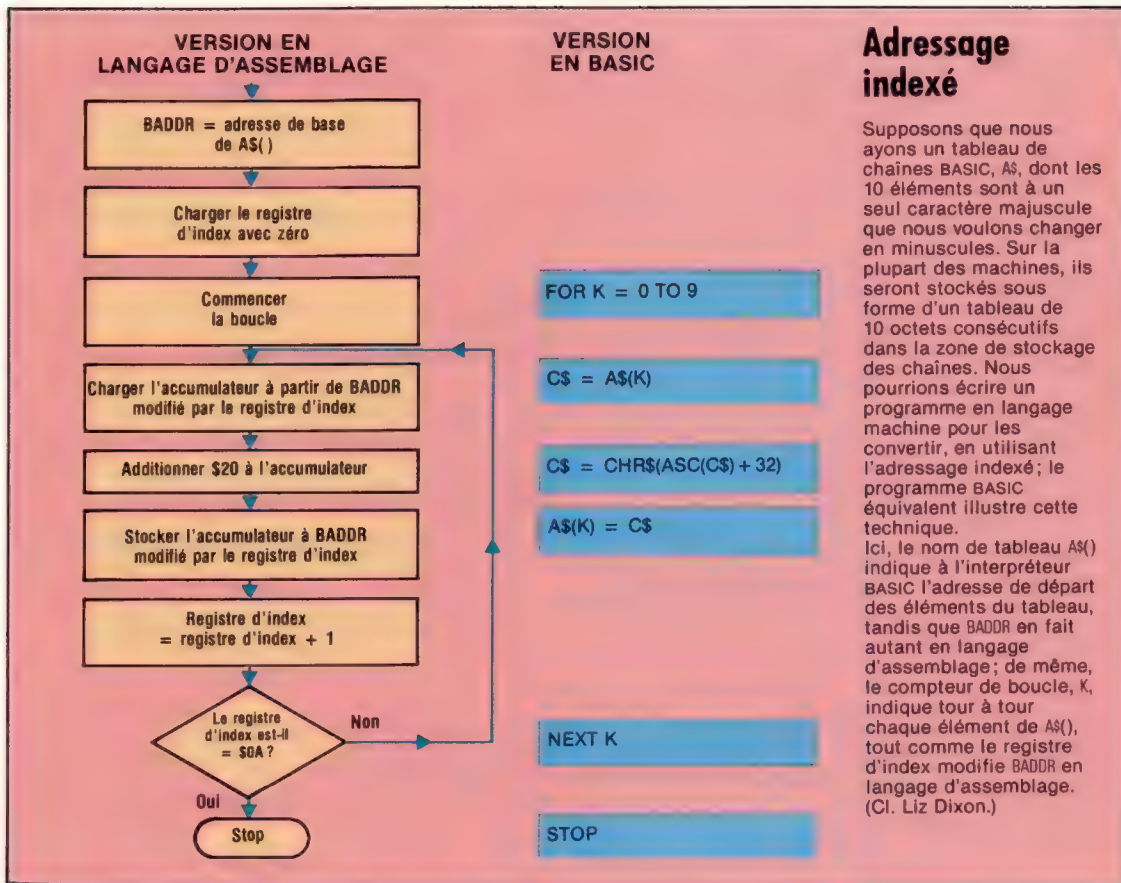 VERSION EN
LANGAGE D'ASSEMBLAGE
BADDR = adresse de base
de A$()
Charger le registre
d'index avec zéro
Commencer
la boucle
Charger l'accumulateur à partir de BADDR
modifié par le registre d'index
Additionner $20 à l'accumulateur
Stocker l'accumulateur à BADDR
modifié par le registre d'index
Registre d'index
= registre d'index + 1
Le registre
d'index est-il
= $0A ?
Non
Oui
Stop
VERSION
EN BASIC
FOR K = 0 TO 9
C$ = A$(K)
C$ = CHR$(ASC(C$) + 32)
A$(K) = C$
NEXT K
STOP
Adressage
indexé
Supposons que nous
ayons un tableau de
chaînes BASIC, A$, dont les
10 éléments sont à un
seul caractère majuscule
que nous voulons changer
en minuscules. Sur la
plupart des machines, ils
seront stockés sous
forme d'un tableau de
10 octets consécutifs
dans la zone de stockage
des chaînes. Nous
pourrions écrire un
programme en langage
machine pour les
convertir, en utilisant
l'adressage indexé; le
programme BASIC
équivalent illustre cette
technique.
Ici, le nom de tableau A$()
indique à l'interpréteur
BASIC l'adresse de départ
des éléments du tableau,
tandis que BADDR en fait
autant en langage
d'assemblage; de même,
le compteur de boucle, K,
indique tour à tour
chaque élément de A$(),
tout comme le registre
d'index modifie BADDR en
langage d'assemblage.
(Cl. Liz Dixon.)